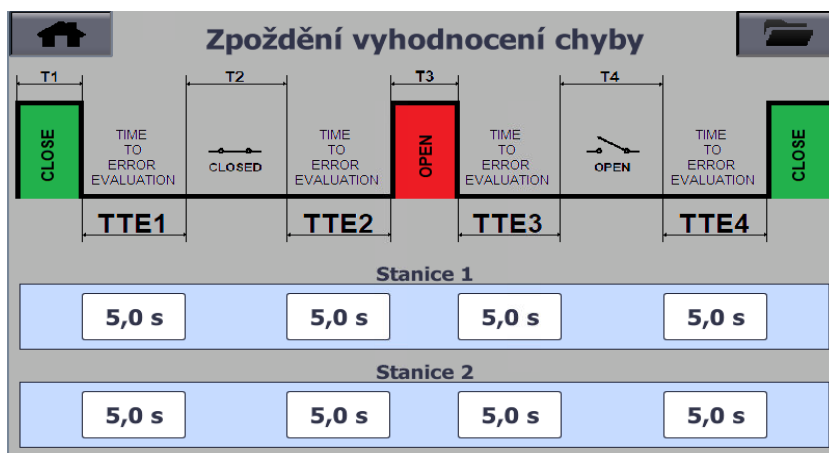 Zpoždění vyhodnocení chyby
T1
T2
T3
T4
CLOSE
TIME
TO
ERROR
EVALUATION
CLOSED
TIME
TO
ERROR
EVALUATION
OPEN
TIME
TO
ERROR
EVALUATION
OPEN
TIME
TO
ERROR
EVALUATION
CLOSE
TTE1
TTE2
TTE3
TTE4
Stanice 1
5,0 s
5,0 s
5,0 s
5,0 s
Stanice 2
5,0 s
5,0 s
5,0 s
5,0 s